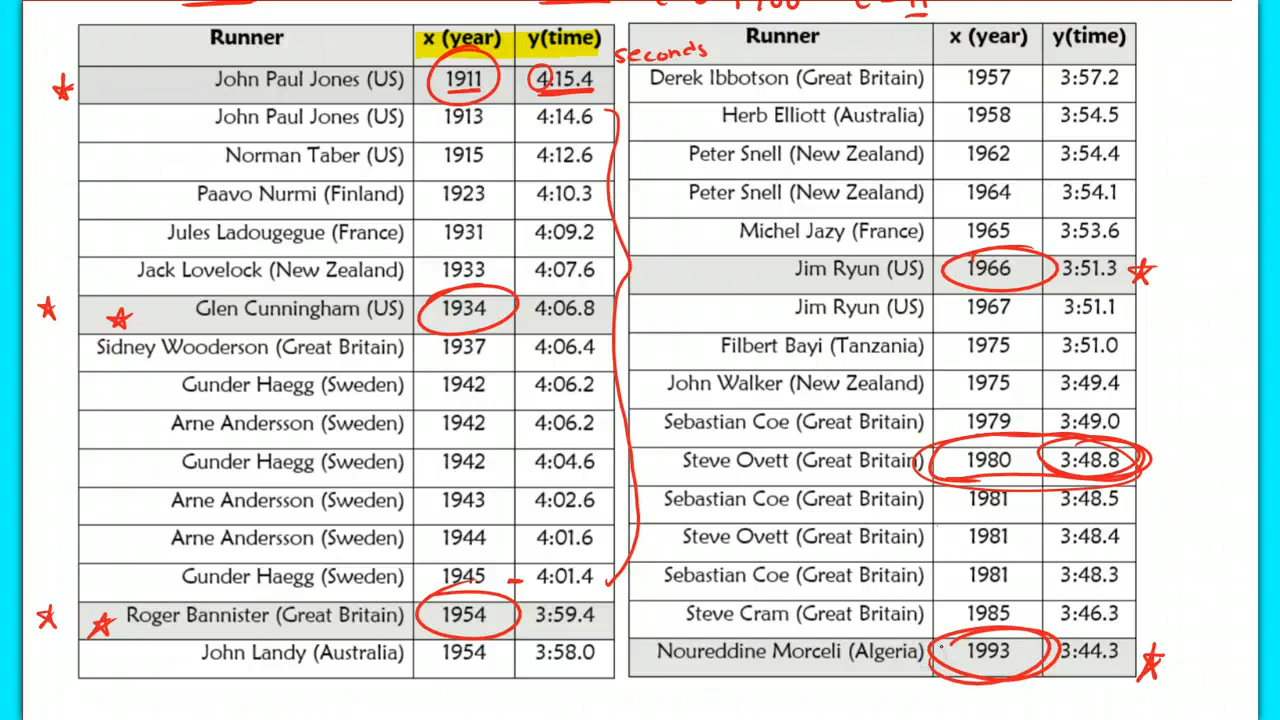 Runner x (year) y(time)
seconds
John Paul Jones (US) 1911 4:15.4
John Paul Jones (US) 1913 4:14.6
Norman Taber (US) 1915 4:12.6
Paavo Nurmi (Finland) 1923 4:10.3
Jules Ladougegue (France) 1931 4:09.2
Jack Lovelock (New Zealand) 1933 4:07.6
Glen Cunningham (US) 1934 4:06.8
Sidney Wooderson (Great Britain) 1937 4:06.4
Gunder Haegg (Sweden) 1942 4:06.2
Arne Andersson (Sweden) 1942 4:06.2
Gunder Haegg (Sweden) 1942 4:04.6
Arne Andersson (Sweden) 1943 4:02.6
Arne Andersson (Sweden) 1944 4:01.6
Gunder Haegg (Sweden) 1945 4:01.4
Roger Bannister (Great Britain) 1954 3:59.4
John Landy (Australia) 1954 3:58.0
Runner x (year) y(time)
Derek Ibbotson (Great Britain) 1957 3:57.2
Herb Elliott (Australia) 1958 3:54.5
Peter Snell (New Zealand) 1962 3:54.4
Peter Snell (New Zealand) 1964 3:54.1
Michel Jazy (France) 1965 3:53.6
Jim Ryun (US) 1966 3:51.3
Jim Ryun (US) 1967 3:51.1
Filbert Bayi (Tanzania) 1975 3:51.0
John Walker (New Zealand) 1975 3:49.4
Sebastian Coe (Great Britain) 1979 3:49.0
Steve Ovett (Great Britain) 1980 3:48.8
Sebastian Coe (Great Britain) 1981 3:48.5
Steve Ovett (Great Britain) 1981 3:48.4
Sebastian Coe (Great Britain) 1981 3:48.3
Steve Cram (Great Britain) 1985 3:46.3
Noureddine Morceli (Algeria) 1993 3:44.3